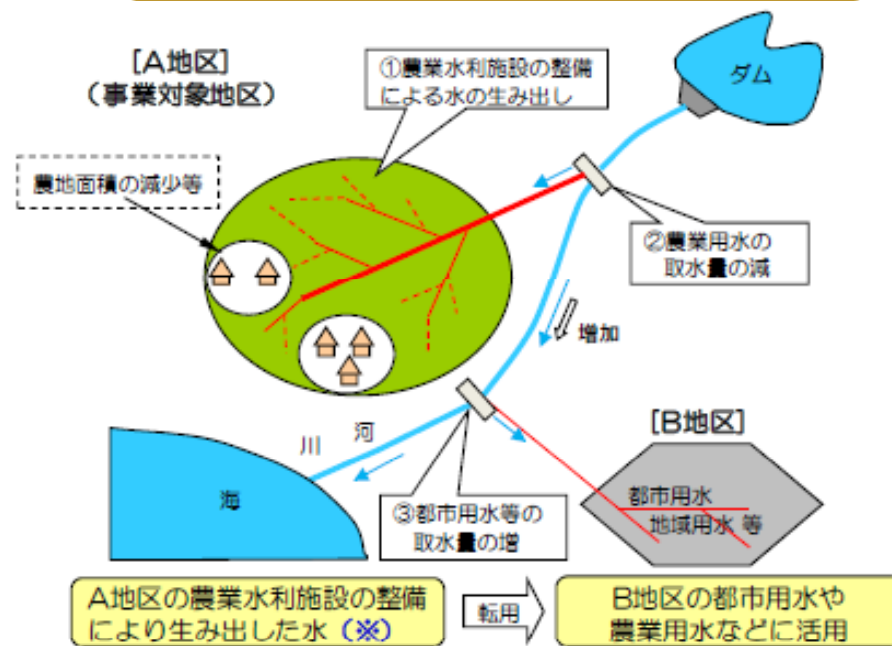 [A地区]
（事業対象地区）
①農業水利施設の整備
による水の生み出し
ダム
農地面積の減少等
②農業用水の
取水量の減
増加
河
川
[B地区]
海
③都市用水等の
取水量の増
都市用水
地域用水 等
A地区の農業水利施設の整備
により生み出した水（※）
転用
B地区の都市用水や
農業用水などに活用